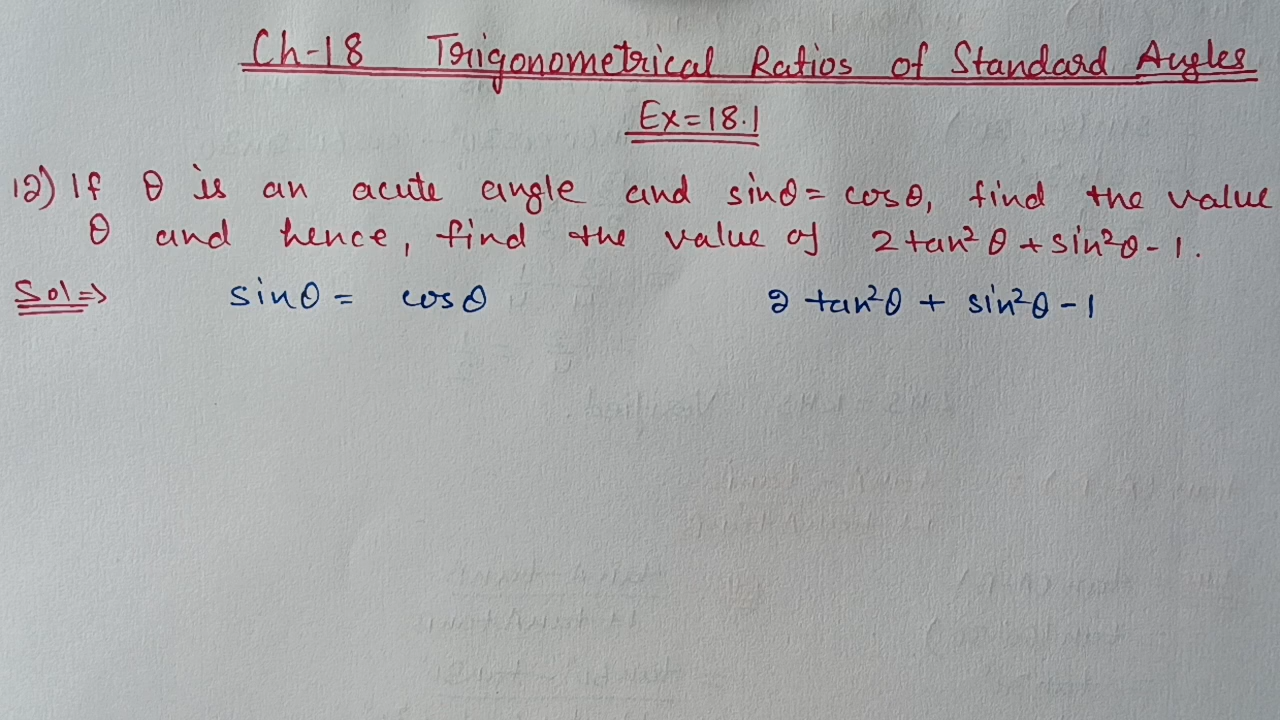 Ch-18 Trigonometrical Ratios of Standard Angles
Ex=18.1
12) If θ is an acute angle and sinθ = cosθ, find the value
θ and hence, find the value of 2tan²θ + sin²θ-1.
Sol⇒ sinθ = cosθ 2 tan²θ + sin²θ-1